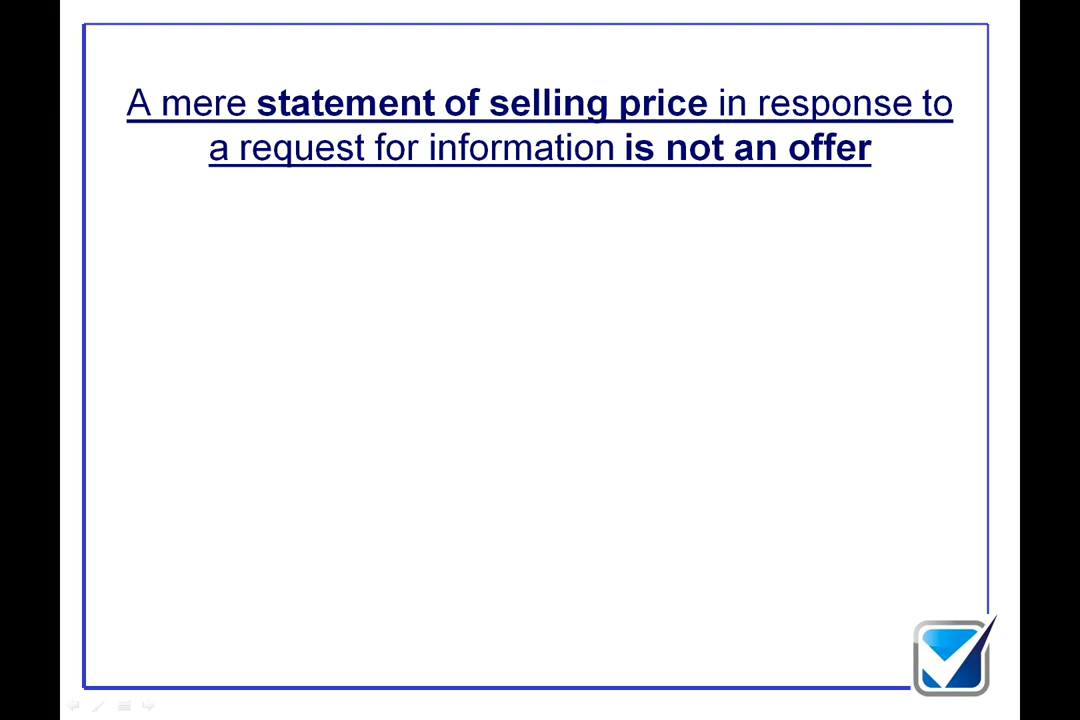 A mere statement of selling price in response to
a request for information is not an offer